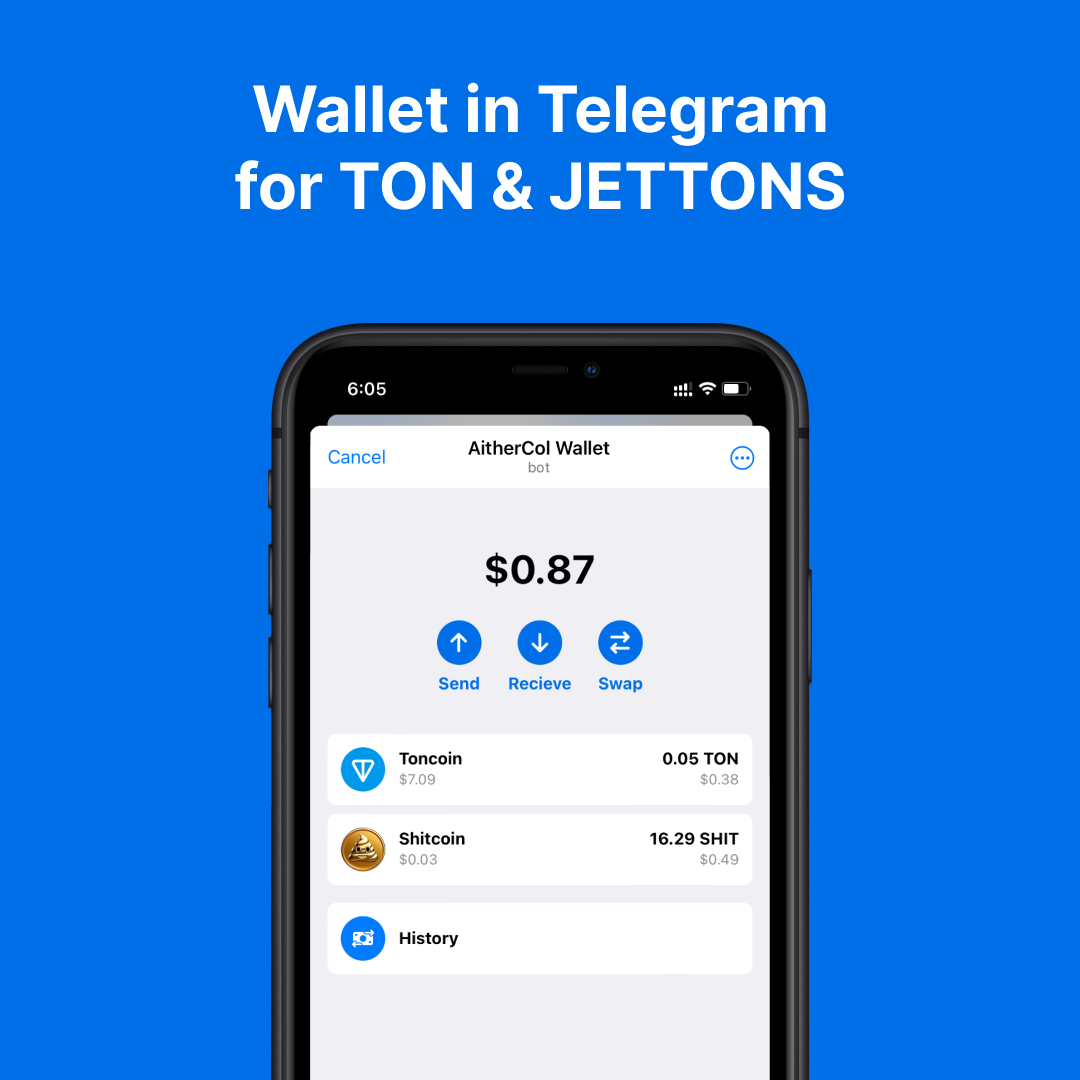 Wallet in Telegram
for TON & JETTONS
6:05
Cancel
AitherCol Wallet
bot
$0.87
Send
Recieve
Swap
Toncoin
0.05 TON
$7.09
$0.38
Shitcoin
16.29 SHIT
$0.03
$0.49
History